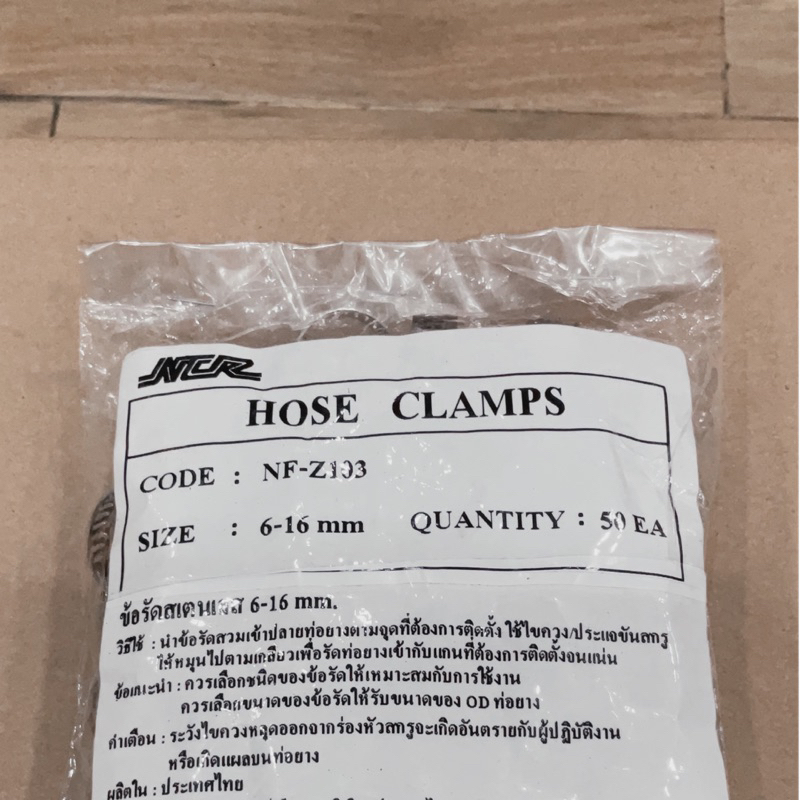 NCR
HOSE CLAMPS
CODE : NF-Z103
SIZE : 6-16 mm QUANTITY : 50 EA
ข้อรัดสแตนเลส 6-16 mm.
วิธีใช้ : นำข้อรัดสวมเข้าปลายท่อยางตามจุดที่ต้องการติดตั้ง ใช้ไขควง/ประแจขันสกรู
ให้หมุนไปตามเกลียวเพื่อรัดท่อยางเข้ากับแกนที่ต้องการติดตั้งจนแน่น
ข้อแนะนำ : ควรเลือกชนิดของข้อรัดให้เหมาะสมกับการใช้งาน
ควรเลือกขนาดของข้อรัดให้รับขนาดของ OD ท่อยาง
คำเตือน : ระวังไขควงหลุดออกจากร่องหัวสกรูจะเกิดอันตรายกับผู้ปฏิบัติงาน
หรือเกิดแผลบนท่อยาง
ผลิตใน : ประเทศไทย